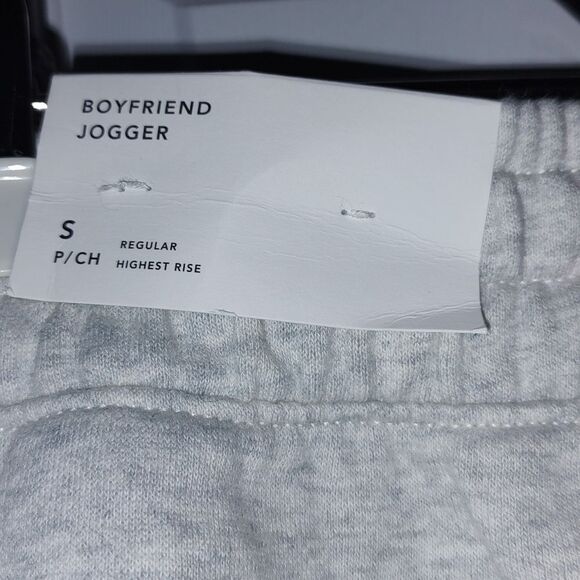 BOYFRIEND
JOGGER
S
P/CH
REGULAR
HIGHEST RISE